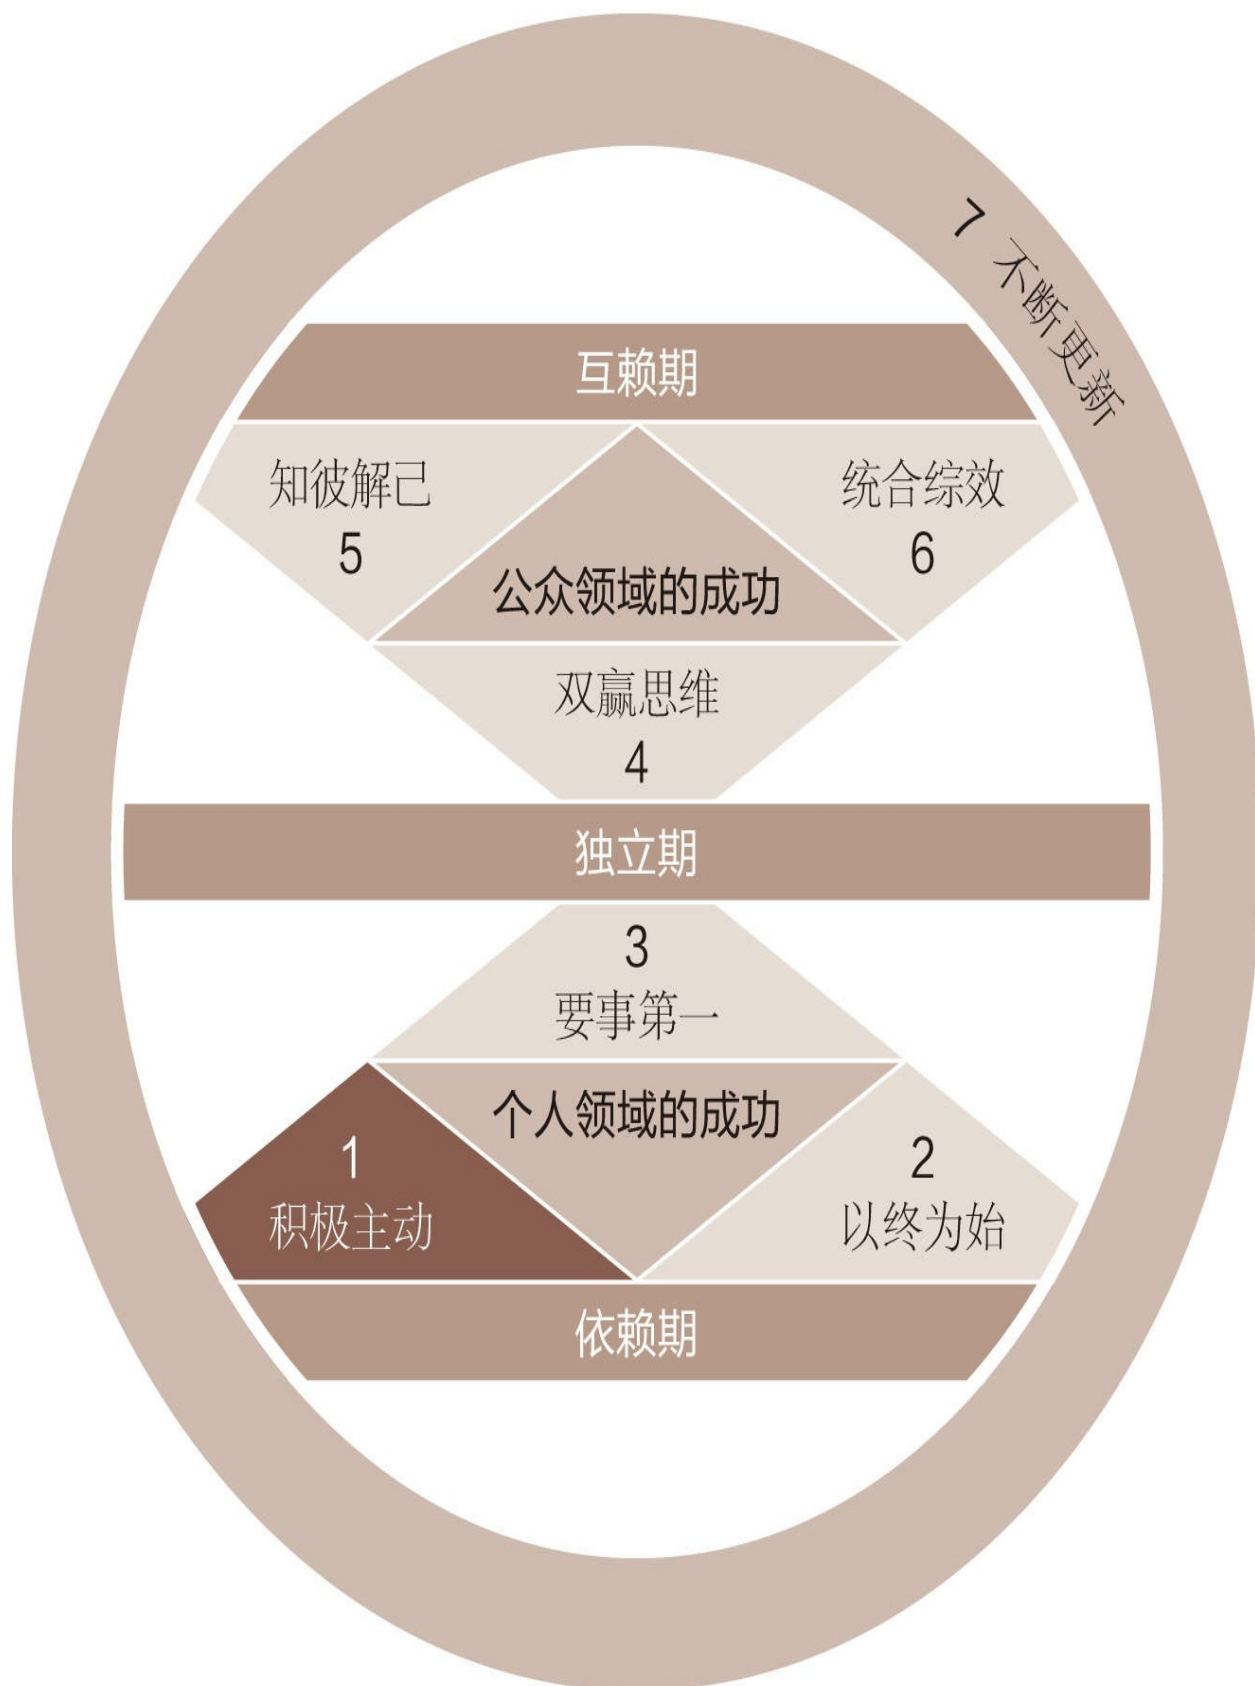 7 不断更新
互赖期
知彼解己
5
统合综效
6
公众领域的成功
双赢思维
4
独立期
3
要事第一
个人领域的成功
1
积极主动
2
以终为始
依赖期